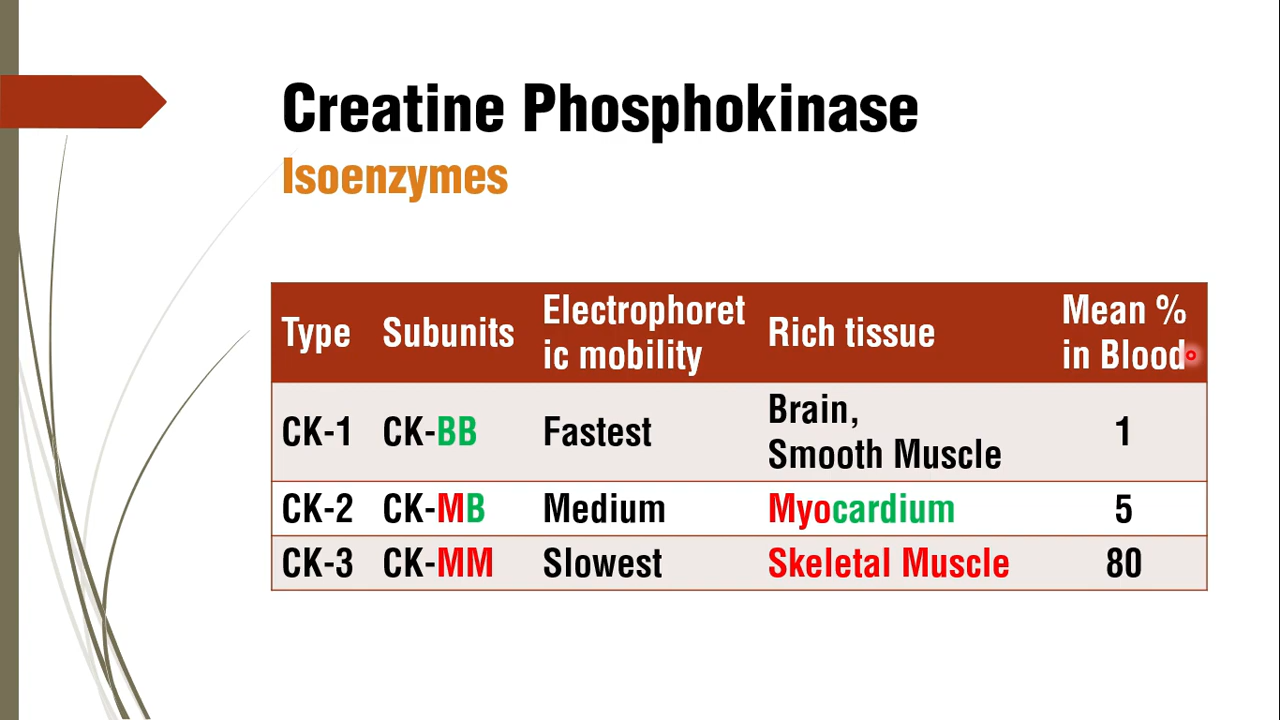 Creatine Phosphokinase
Isoenzymes
Type Subunits Electrophoret ic mobility Rich tissue Mean % in Blood
CK-1 CK-BB Fastest Brain, Smooth Muscle 1
CK-2 CK-MB Medium Myocardium 5
CK-3 CK-MM Slowest Skeletal Muscle 80